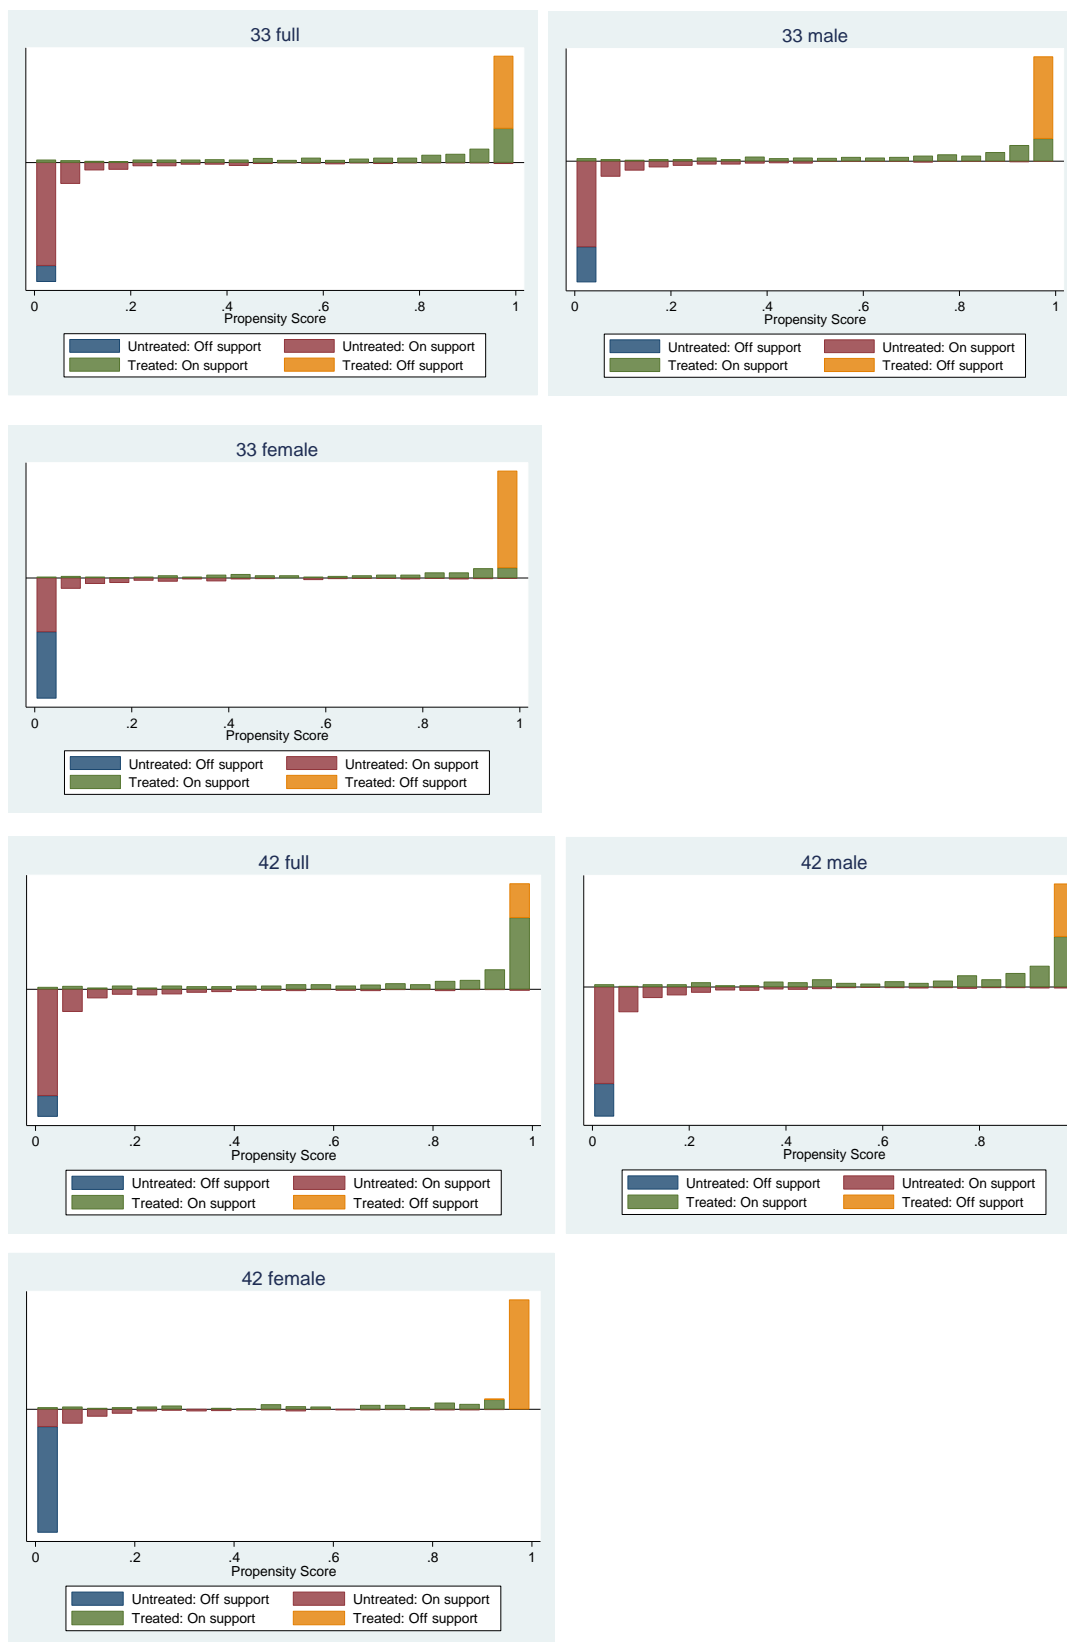 33 full
0 .2 .4 .6 .8 1
Propensity Score
Untreated: Off support Untreated: On support
Treated: On support Treated: Off support
33 male
0 .2 .4 .6 .8 1
Propensity Score
Untreated: Off support Untreated: On support
Treated: On support Treated: Off support
33 female
0 .2 .4 .6 .8 1
Propensity Score
Untreated: Off support Untreated: On support
Treated: On support Treated: Off support
42 full
0 .2 .4 .6 .8 1
Propensity Score
Untreated: Off support Untreated: On support
Treated: On support Treated: Off support
42 male
0 .2 .4 .6 .8
Propensity Score
Untreated: Off support Untreated: On support
Treated: On support Treated: Off support
42 female
0 .2 .4 .6 .8 1
Propensity Score
Untreated: Off support Untreated: On support
Treated: On support Treated: Off support